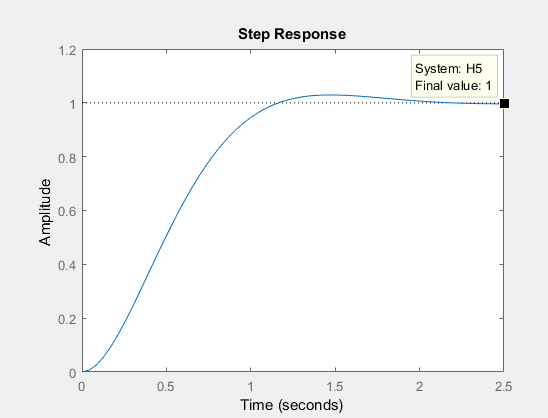 Step Response
System: H5
Final value: 1
1.2
1
0.8
0.6
0.4
0.2
0
Amplitude
0
0.5
1
1.5
2
2.5
Time (seconds)